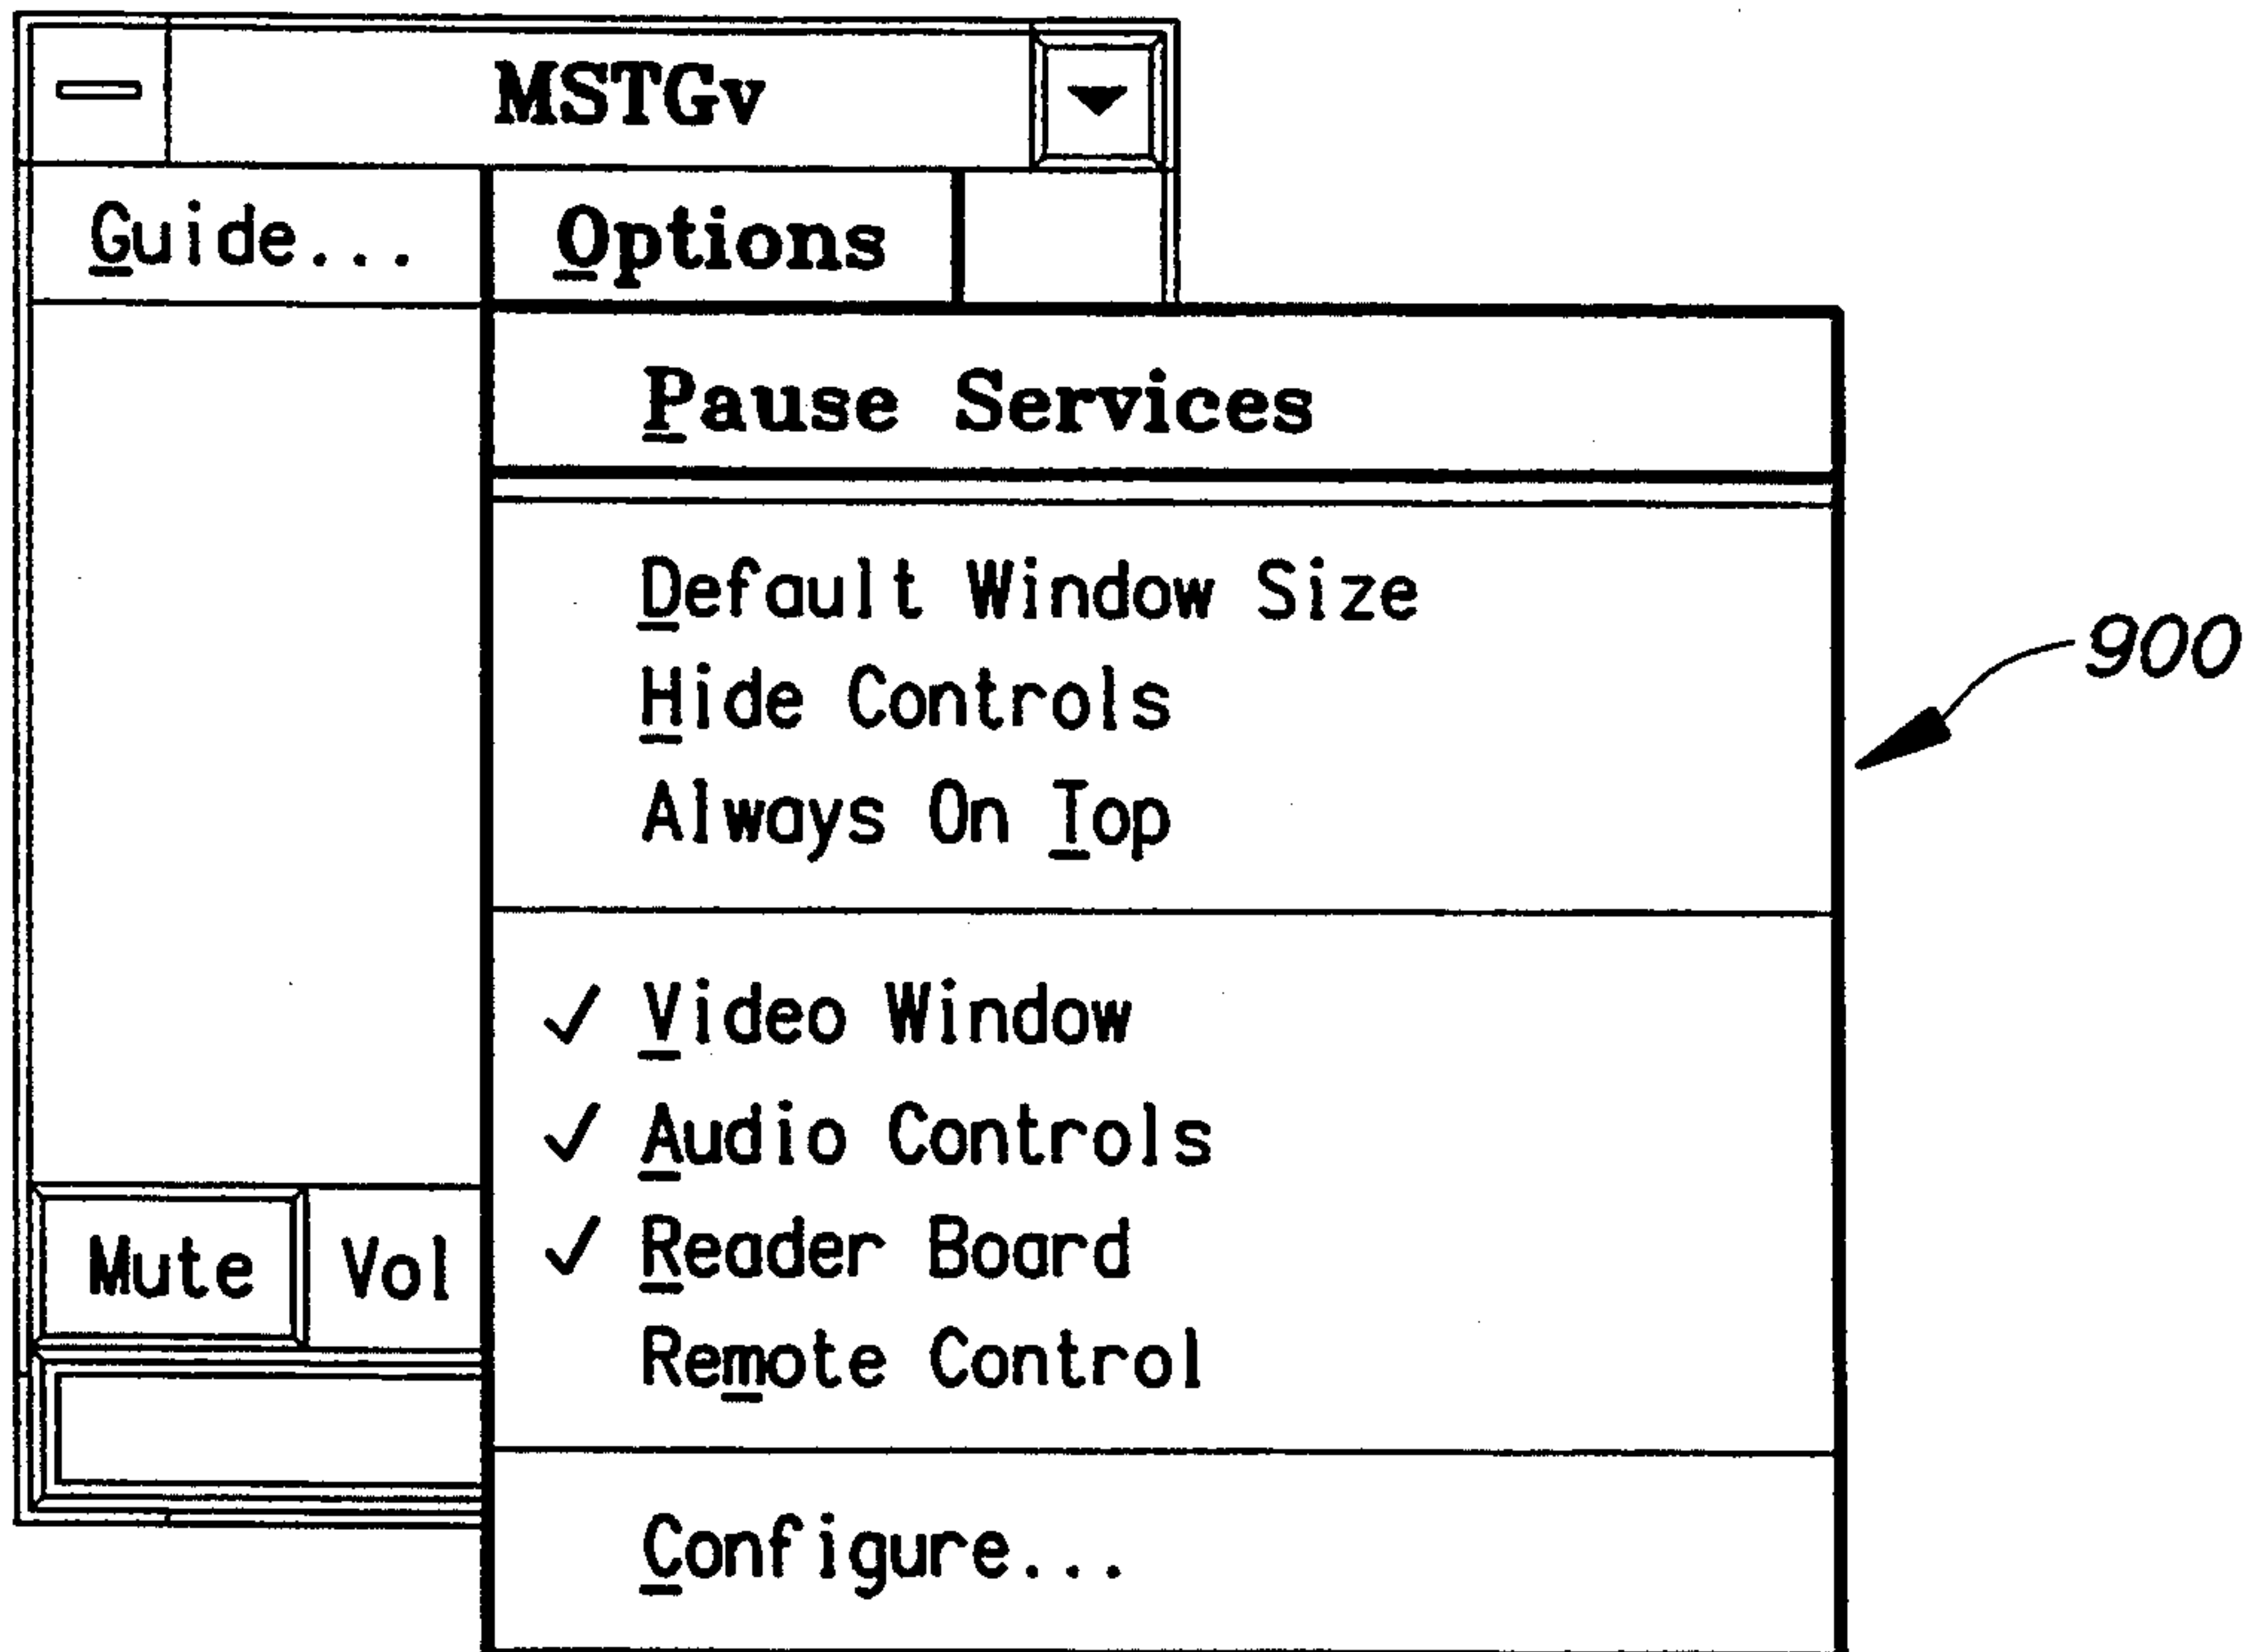 MSTGv
Guide... Options
Pause Services
Default Window Size
900
Hide Controls
Always On Top
✓ Video Window
✓ Audio Controls
✓ Reader Board
Mute Vol
Remote Control
Configure...